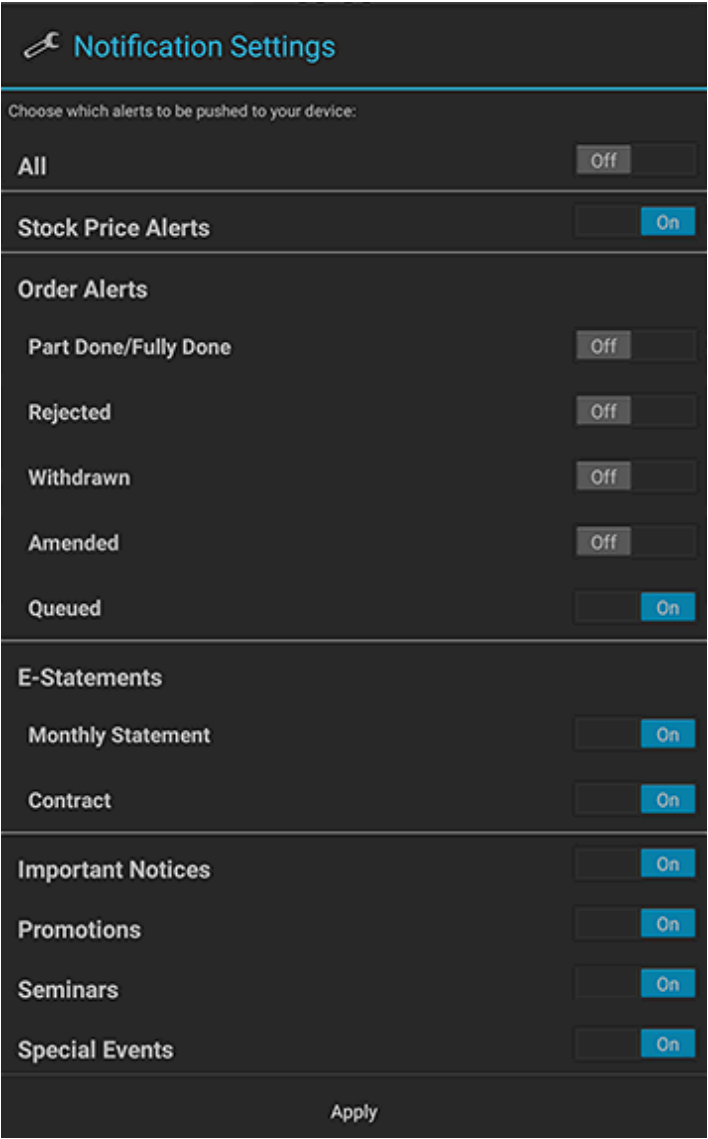 Notification Settings
Choose which alerts to be pushed to your device:
All Off
Stock Price Alerts On
Order Alerts
Part Done/Fully Done Off
Rejected Off
Withdrawn Off
Amended Off
Queued On
E-Statements
Monthly Statement On
Contract On
Important Notices On
Promotions On
Seminars On
Special Events On
Apply